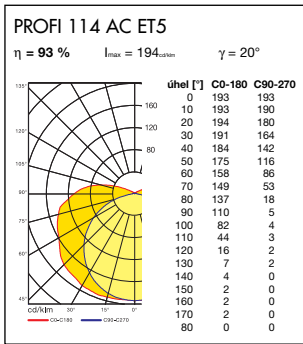 PROFI 114 AC ET5
η = 93 % Imax = 194cd/klm γ = 20°
135°
120°
105°
90°
75°
60°
45°
30°
15°
0°
160
120
80
cd/klm
C0-C180 C90-C270
úhel [°] C0-180 C90-270
0 193 193
10 193 190
20 194 180
30 191 164
40 184 142
50 175 116
60 158 86
70 149 53
80 137 18
90 110 5
100 82 4
110 44 3
120 16 2
130 7 2
140 4 0
150 2 0
160 2 0
170 2 0
80 0 0